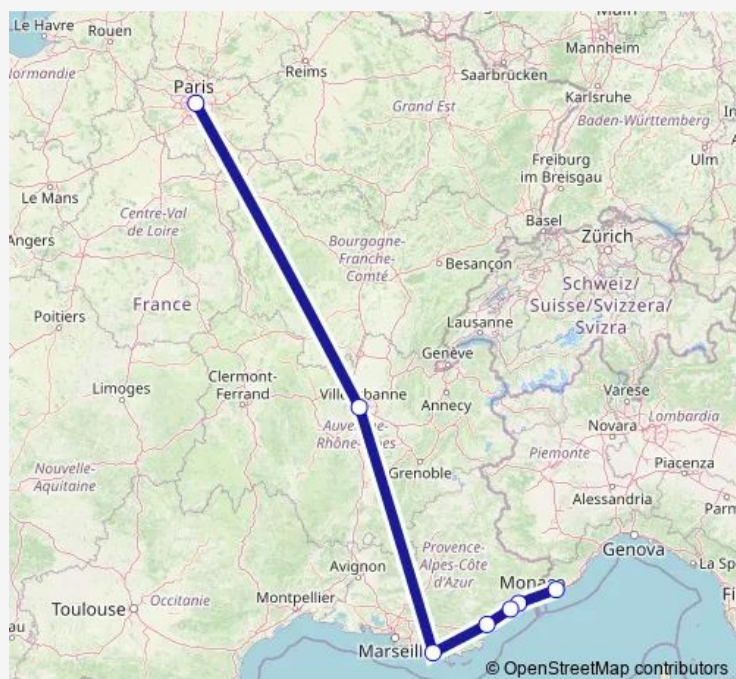 Le Havre
Rouen
Reims
Saarbrücken
Mannheim
Normandie
Paris
Grand Est
Karlsruhe
Baden-Württemberg
Ulm
Le Mans
Freiburg
im Breisgau
Centre-Val
de Loire
Angers
Basel
Zürich
Bourgogne-
Franche-
Comté
Besançon
Schweiz/
Suisse/Svizzera/
Svizra
France
Poitiers
Lausanne
Genève
Limoges
Clermont-
Ferrand
Annecy
Varese
Lombardia
Novara
Grenoble
Piemonte
Piacenza
Nouvelle-
Aquitaine
Alessandria
Provence-
Alpes-Côte
d'Azur
Genova
Avignon
Toulouse
Occitanie
Montpellier
© OpenStreetMap contributors